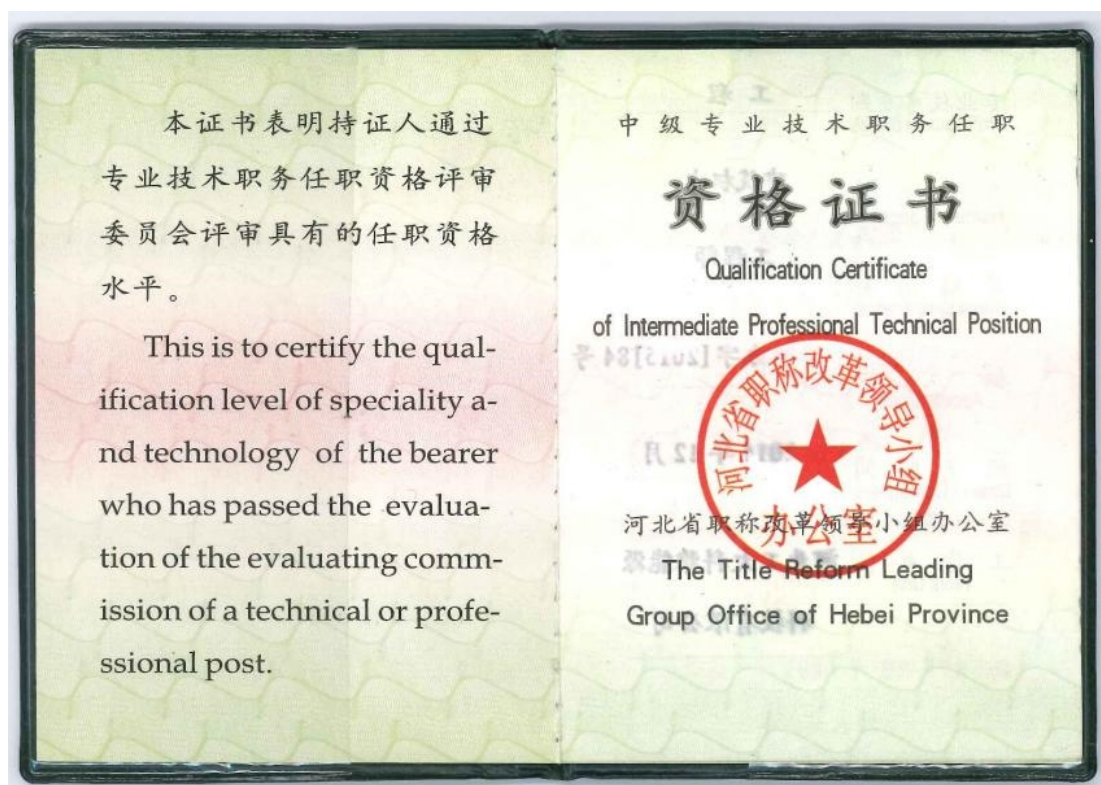 本证书表明持证人通过
专业技术职务任职资格评审
委员会评审具有的任职资格
水平。
This is to certify the qual-
ification level of speciality a-
nd technology of the bearer
who has passed the evalua-
tion of the evaluating comm-
ission of a technical or profe-
ssional post.
中级专业技术职务任职
资格证书
Qualification Certificate
of Intermediate Professional Technical Position
河北省职称改革领导小组
办公室
河北省职称改革领导小组办公室
The Title Reform Leading
Group Office of Hebei Province